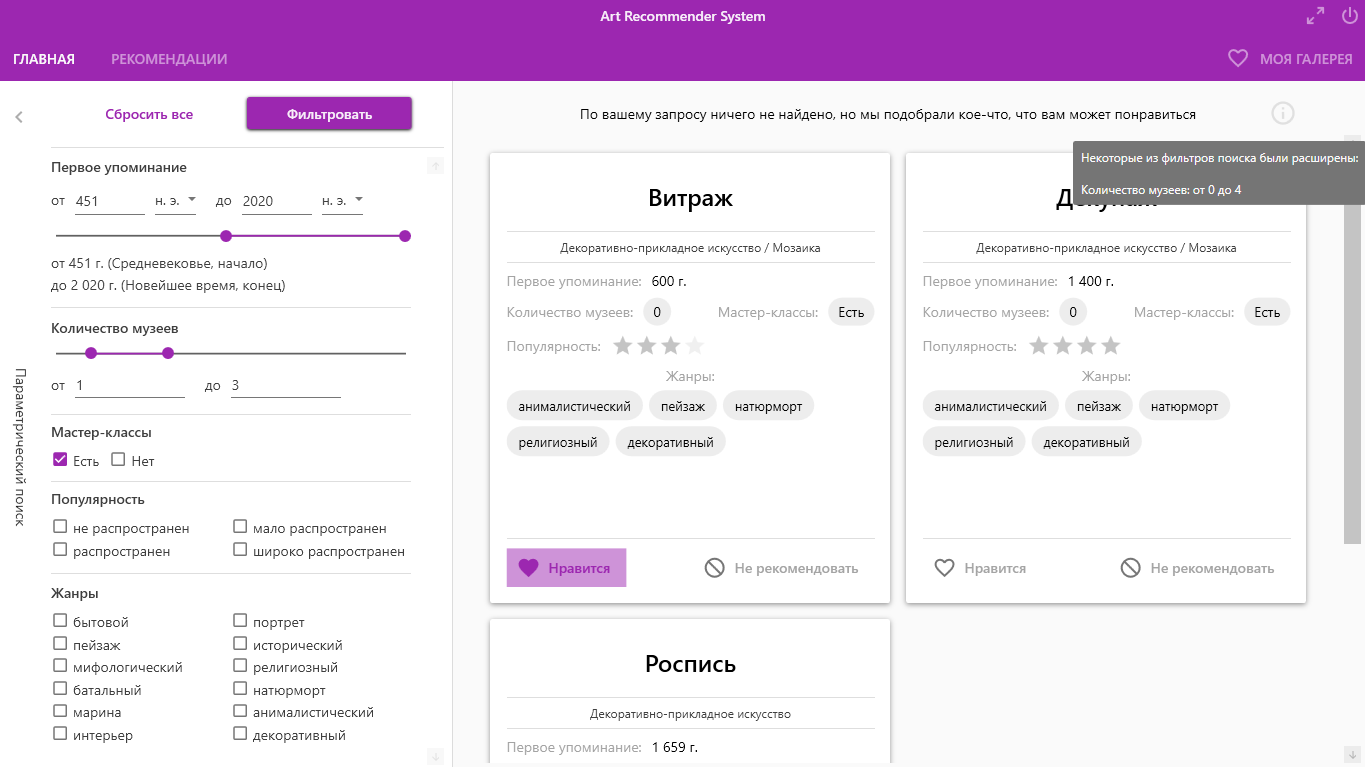 Art Recommender System
ГЛАВНАЯ
РЕКОМЕНДАЦИИ
МОЯ ГАЛЕРЕЯ
Параметрический поиск
Сбросить все
Фильтровать
Первое упоминание
от 451 н. э. до 2020 н. э.
от 451 г. (Средневековье, начало)
до 2 020 г. (Новейшее время, конец)
Количество музеев
от 1 до 3
Мастер-классы
Есть Нет
Популярность
не распространен мало распространен
распространен широко распространен
Жанры
бытовой портрет
пейзаж исторический
мифологический религиозный
батальный натюрморт
марина анималистический
интерьер декоративный
По вашему запросу ничего не найдено, но мы подобрали кое-что, что вам может понравиться
Некоторые из фильтров поиска были расширены:
Количество музеев: от 0 до 4
Витраж
Декоративно-прикладное искусство / Мозаика
Первое упоминание: 600 г.
Количество музеев: 0 Мастер-классы: Есть
Популярность:
Жанры:
анималистический пейзаж натюрморт
религиозный декоративный
Нравится Не рекомендовать
Декоративно-прикладное искусство / Мозаика
Первое упоминание: 1 400 г.
Количество музеев: 0 Мастер-классы: Есть
Популярность:
Жанры:
анималистический пейзаж натюрморт
религиозный декоративный
Нравится Не рекомендовать
Роспись
Декоративно-прикладное искусство
Первое упоминание: 1 659 г.